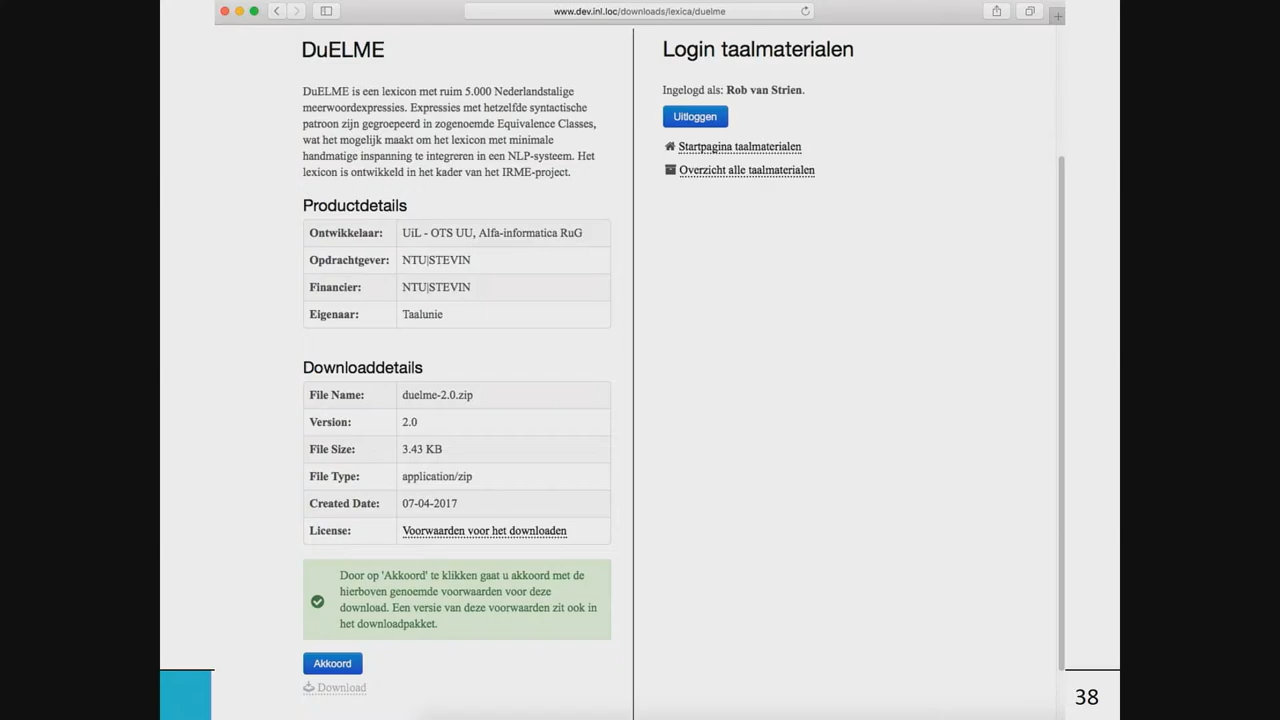 www.dev.inl.loc/downloads/lexica/duelme
DuELME
DuELME is een lexicon met ruim 5.000 Nederlandstalige
meerwoordexpressies. Expressies met hetzelfde syntactische
patroon zijn gegroepeerd in zogenoemde Equivalence Classes,
wat het mogelijk maakt om het lexicon met minimale
handmatige inspanning te integreren in een NLP-systeem. Het
lexicon is ontwikkeld in het kader van het IRME-project.
Productdetails
Ontwikkelaar: UiL - OTS UU, Alfa-informatica RuG
Opdrachtgever: NTU|STEVIN
Financier: NTU|STEVIN
Eigenaar: Taalunie
Downloaddetails
File Name: duelme-2.0.zip
Version: 2.0
File Size: 3.43 KB
File Type: application/zip
Created Date: 07-04-2017
License: Voorwaarden voor het downloaden
Door op 'Akkoord' te klikken gaat u akkoord met de
hierboven genoemde voorwaarden voor deze
download. Een versie van deze voorwaarden zit ook in
het downloadpakket.
Akkoord
Download
Login taalmaterialen
Ingelogd als: Rob van Strien.
Uitloggen
Startpagina taalmaterialen
Overzicht alle taalmaterialen
38